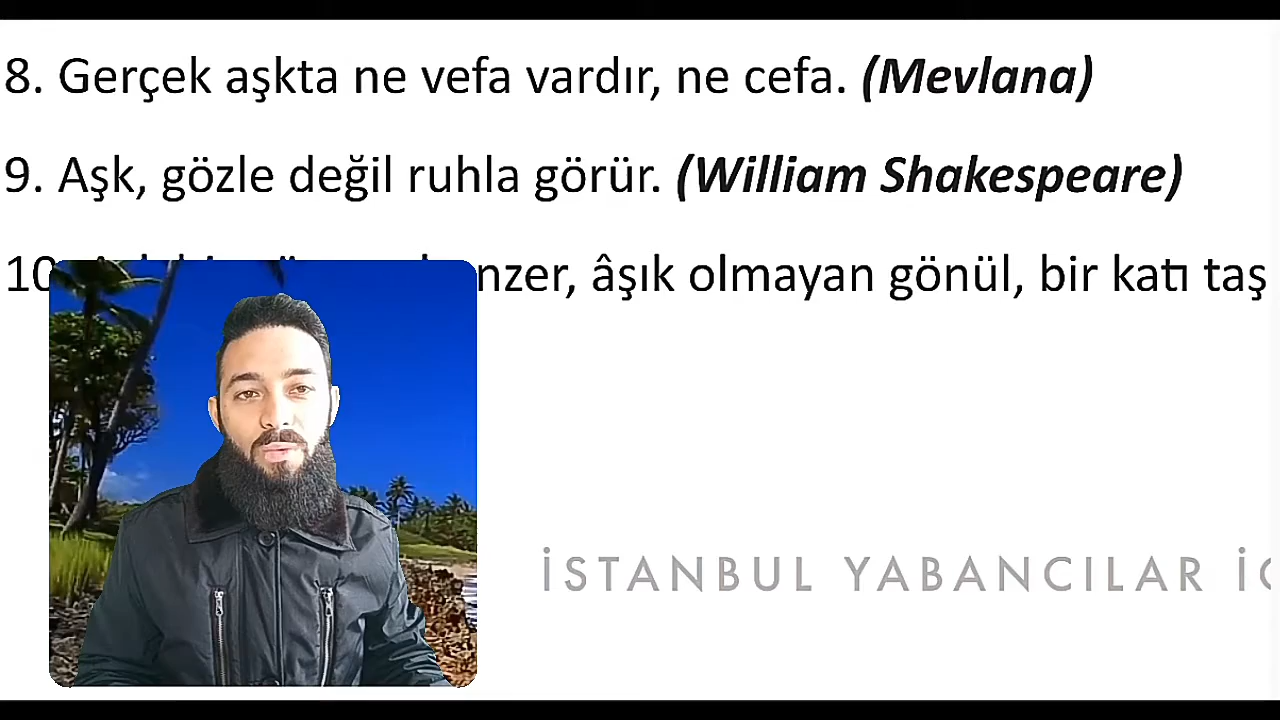 8. Gerçek aşkta ne vefa vardır, ne cefa. (Mevlana)
9. Aşk, gözle değil ruhla görür. (William Shakespeare)
10 âşık olmayan gönül, bir katı taş
İSTANBUL YABANCILAR